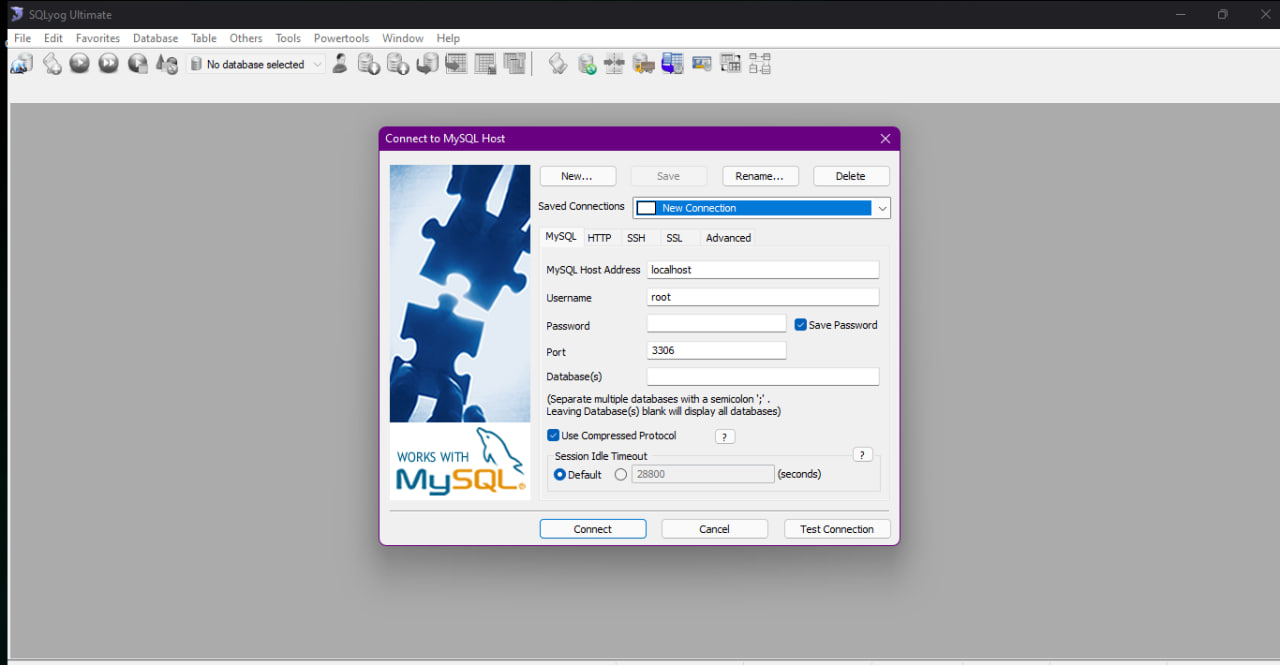 SQLyog Ultimate
File Edit Favorites Database Table Others Tools Powertools Window Help
No database selected
Connect to MySQL Host
New... Save Rename... Delete
Saved Connections New Connection
MySQL HTTP SSH SSL Advanced
MySQL Host Address localhost
Username root
Password Save Password
Port 3306
Database(s)
(Separate multiple databases with a semicolon ';' .
Leaving Database(s) blank will display all databases)
Use Compressed Protocol ?
Session Idle Timeout ?
Default 28800 (seconds)
WORKS WITH
MySQL
Connect Cancel Test Connection